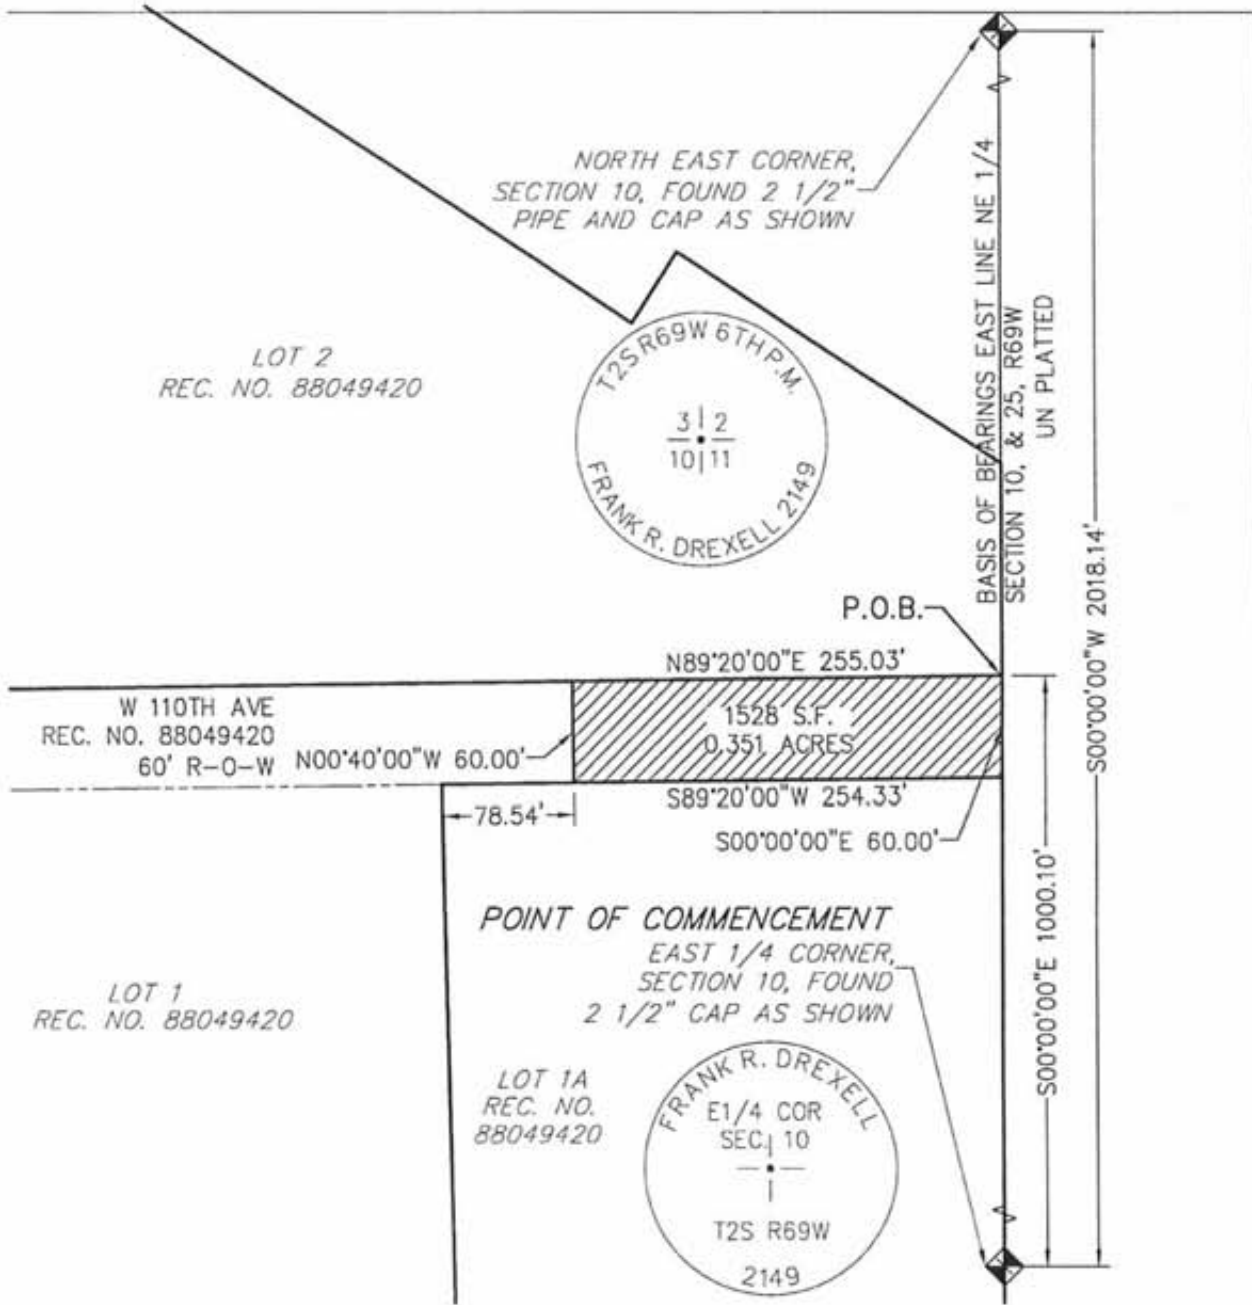 NORTH EAST CORNER,
SECTION 10, FOUND 2 1/2"
PIPE AND CAP AS SHOWN
BASIS OF BEARINGS EAST LINE NE 1/4
SECTION 10, & 25, R69W
UN PLATTED
S00°00'00"W 2018.14'
LOT 2
REC. NO. 88049420
T2S R69W 6TH P.M.
3 2
10 11
FRANK R. DREXELL 2149
P.O.B.
N89°20'00"E 255.03'
W 110TH AVE
REC. NO. 88049420
60' R-O-W
N00°40'00"W 60.00'
1528 S.F.
0.351 ACRES
S89°20'00"W 254.33'
78.54'
S00°00'00"E 60.00'
S00°00'00"E 1000.10'
POINT OF COMMENCEMENT
EAST 1/4 CORNER,
SECTION 10, FOUND
2 1/2" CAP AS SHOWN
LOT 1
REC. NO. 88049420
LOT 1A
REC. NO.
88049420
FRANK R. DREXELL
E1/4 COR
SEC. 10
T2S R69W
2149